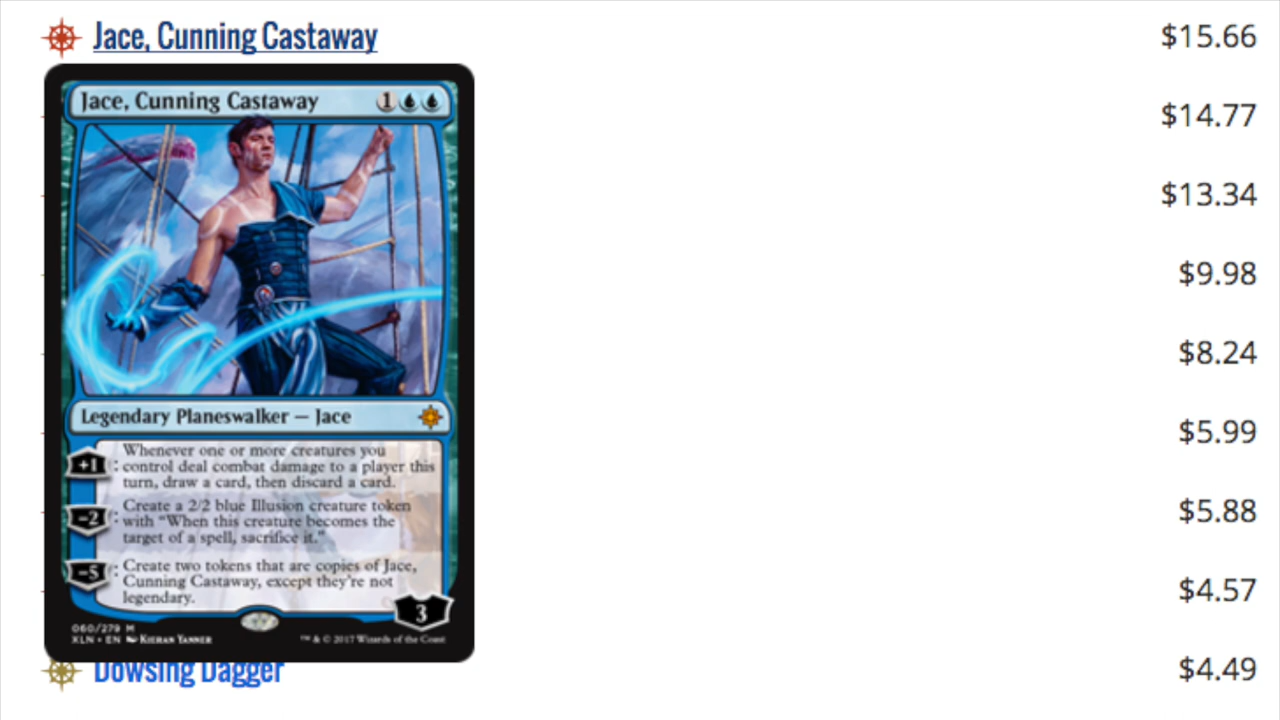 Jace, Cunning Castaway $15.66
Jace, Cunning Castaway 1
$14.77
$13.34
$9.98
$8.24
Legendary Planeswalker — Jace
$5.99
+1: Whenever one or more creatures you
control deal combat damage to a player this
turn, draw a card, then discard a card.
$5.88
-2: Create a 2/2 blue Illusion creature token
with "When this creature becomes the
target of a spell, sacrifice it."
$4.57
-5: Create two tokens that are copies of Jace,
Cunning Castaway, except they're not
legendary.
3
060/279 M
XLN • EN KIERAN YANNER ™ & © 2017 Wizards of the Coast
Dowsing Dagger $4.49